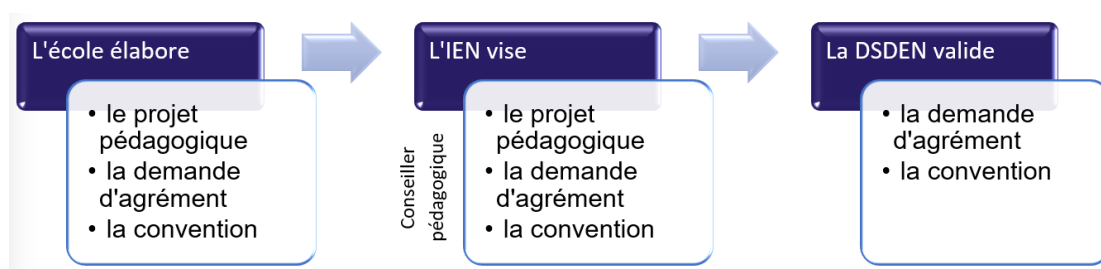 L'école élabore
• le projet
pédagogique
• la demande
d'agrément
• la convention
L'IEN vise
Conseiller
pédagogique
• le projet
pédagogique
• la demande
d'agrément
• la convention
La DSDEN valide
• la demande
d'agrément
• la convention